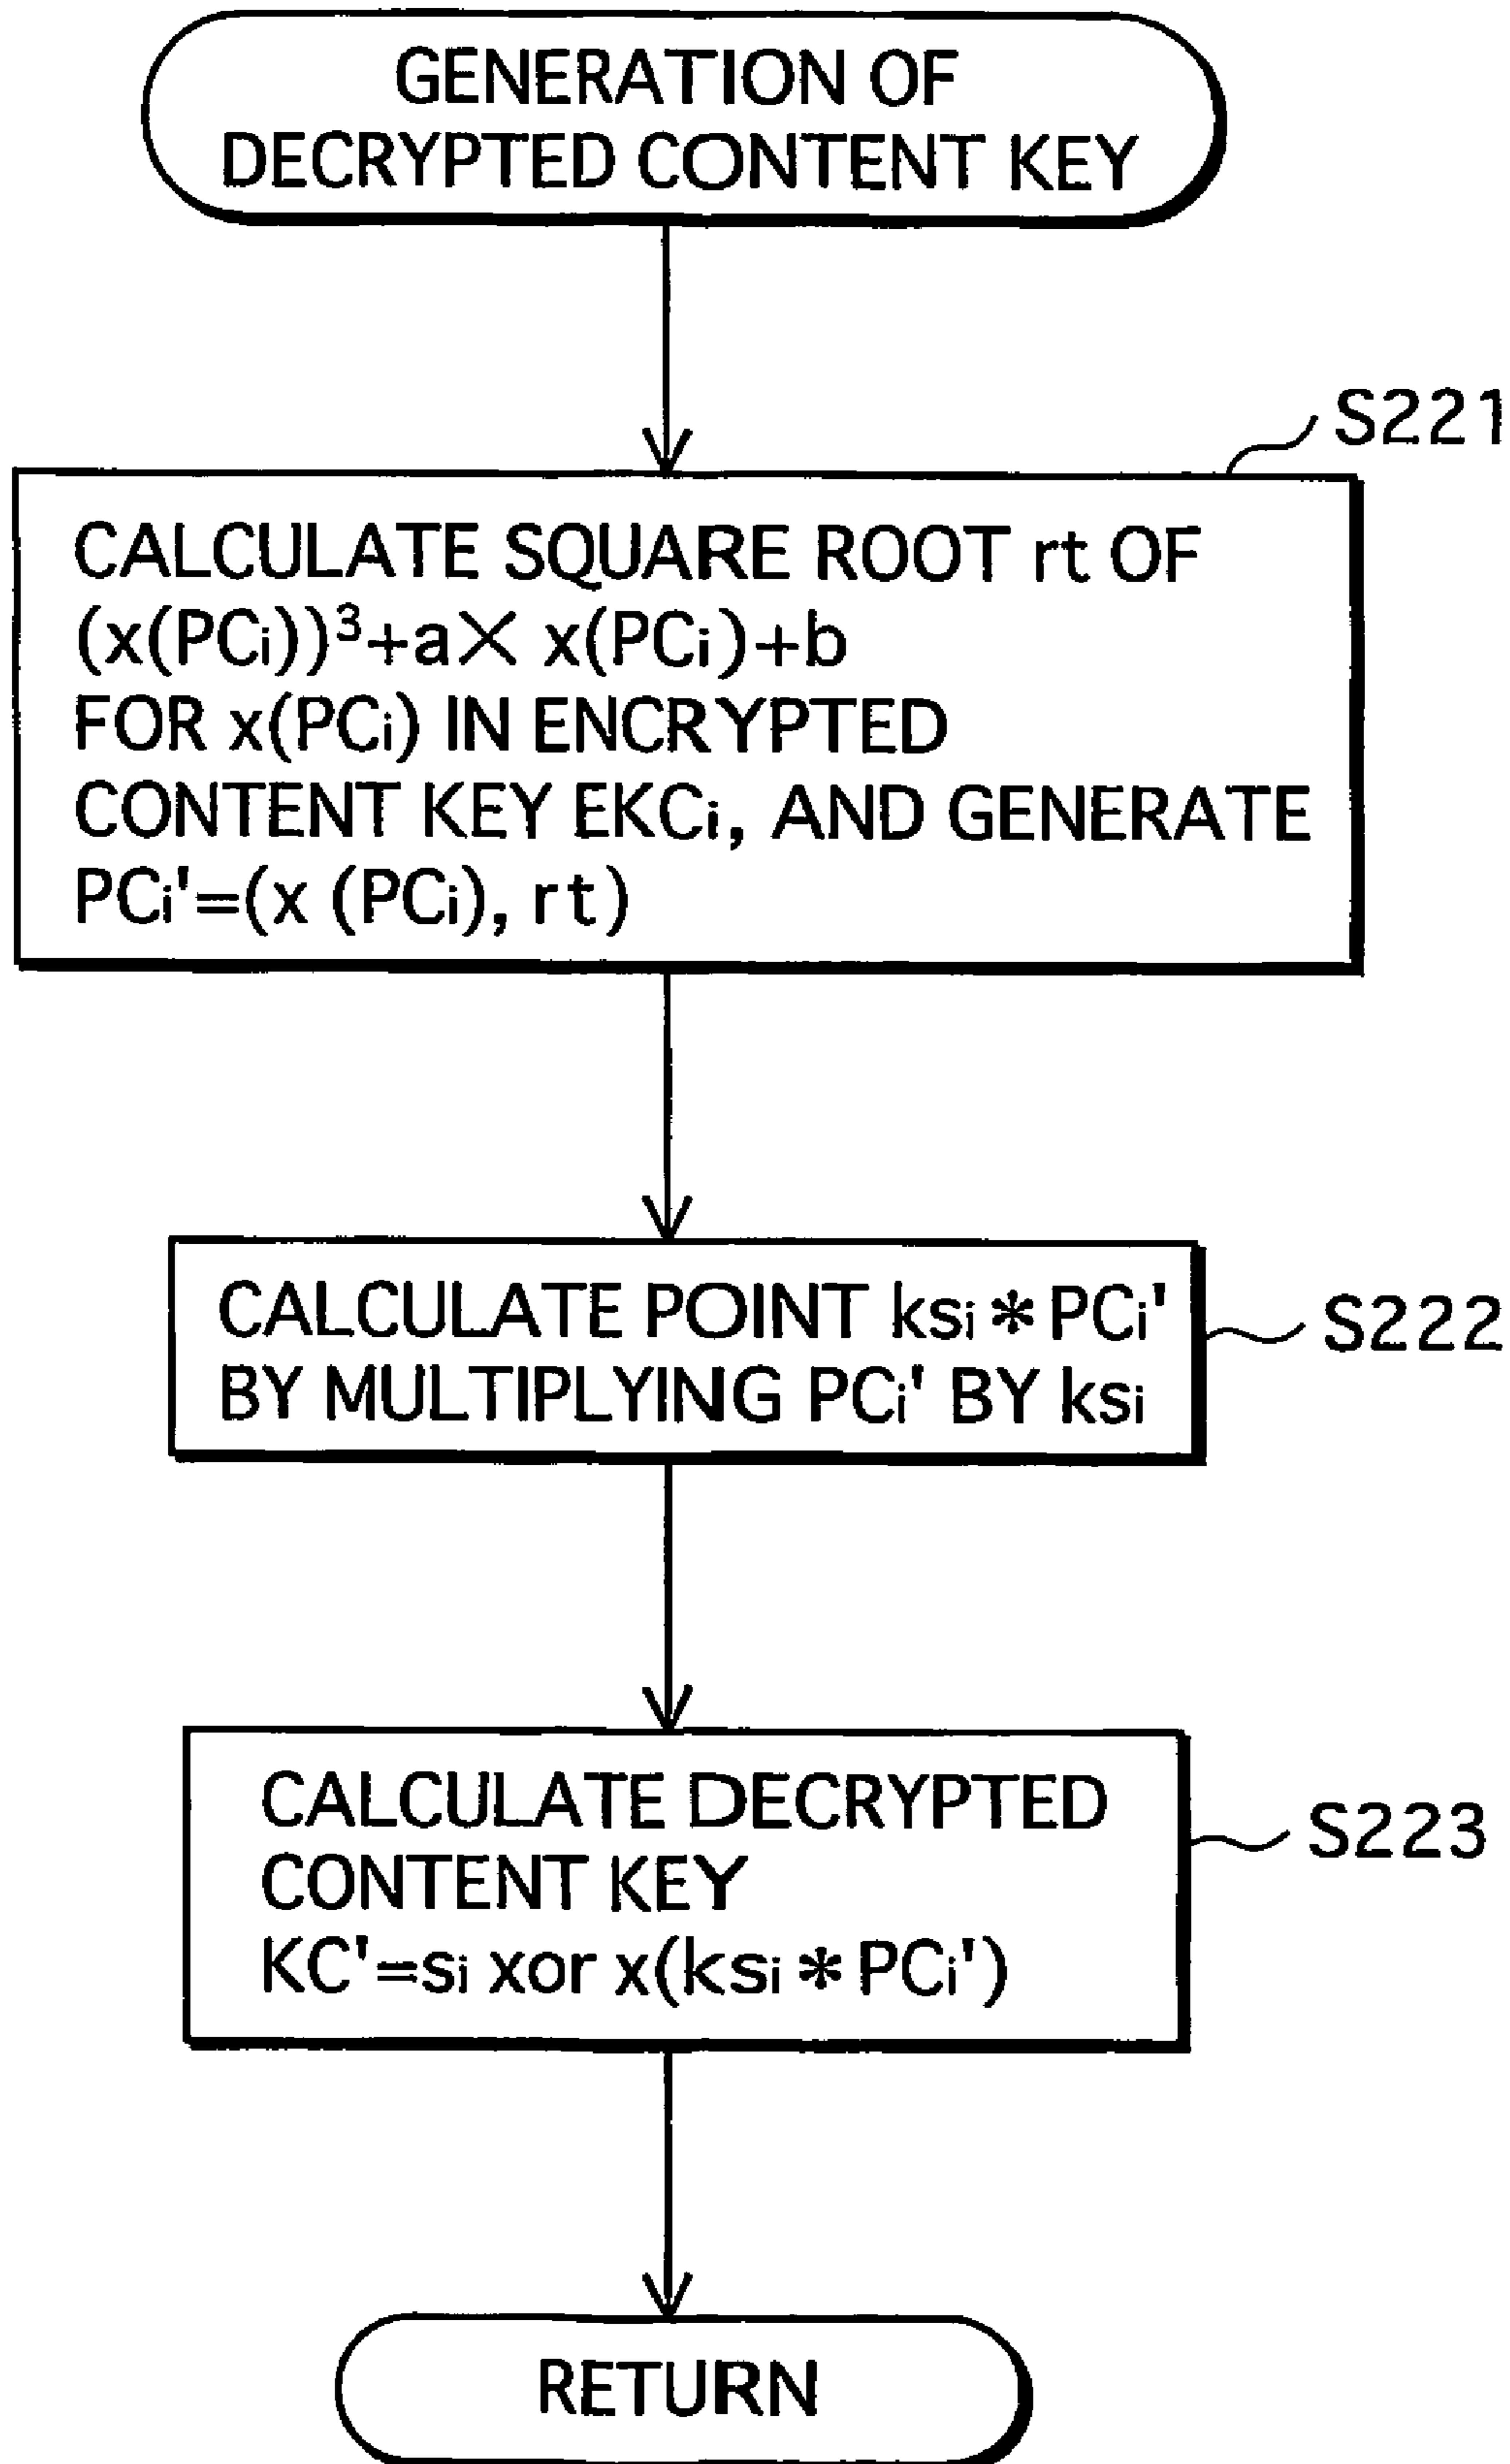 GENERATION OF
DECRYPTED CONTENT KEY
S221
CALCULATE SQUARE ROOT rt OF
(x(PCi))³+a× x(PCi)+b
FOR x(PCi) IN ENCRYPTED
CONTENT KEY EKCi, AND GENERATE
PCi'=(x (PCi), rt)
CALCULATE POINT ksi * PCi'
BY MULTIPLYING PCi' BY ksi
S222
CALCULATE DECRYPTED
CONTENT KEY
KC'=si xor x(ksi * PCi')
S223
RETURN